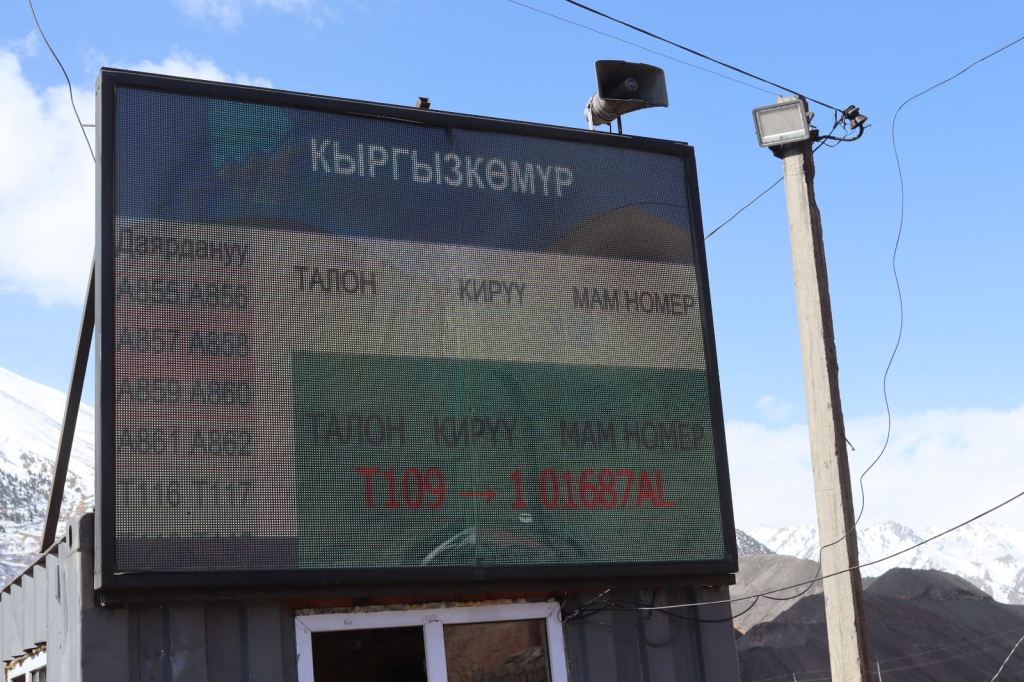 КЫРГЫЗКӨМҮР
Даярдануу
A855 A856
A857 A858
A859 A860
A861 A862
T116 T117
ТАЛОН КИРҮҮ МАМ НОМЕР
ТАЛОН КИРҮҮ МАМ НОМЕР
T109 → 1 01687AL